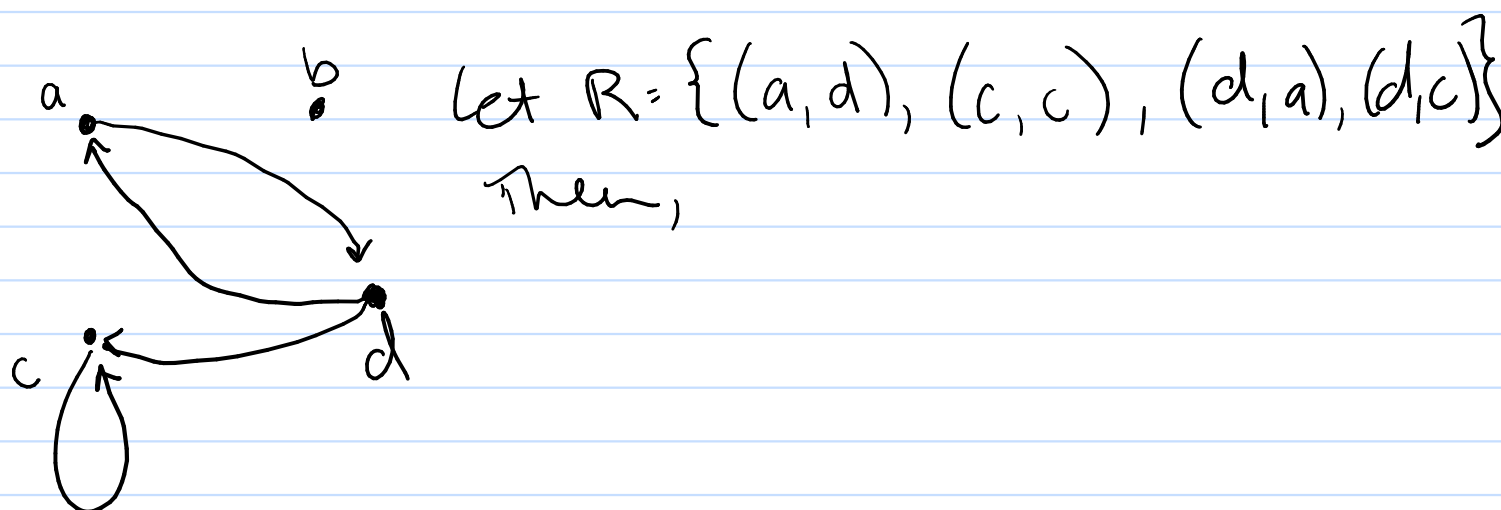 a
b
Let R = {(a,d), (c,c), (d,a), (d,c)}
Then,
c
d